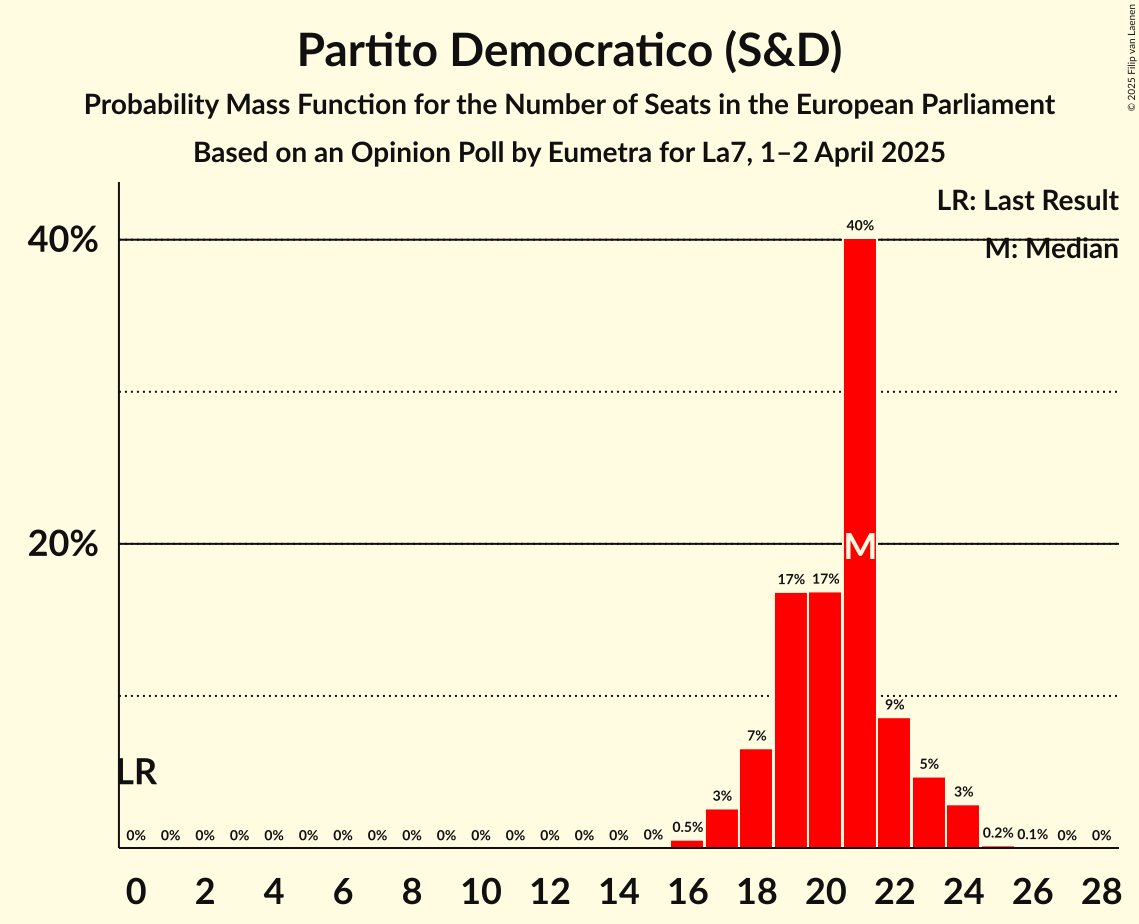 Partito Democratico (S&D)
Probability Mass Function for the Number of Seats in the European Parliament
Based on an Opinion Poll by Eumetra for La7, 1–2 April 2025
© 2025 Filip van Laenen
LR: Last Result
M: Median
40%
20%
40%
M
17% 17%
9%
7%
5%
3%
3%
LR
0% 0% 0% 0% 0% 0% 0% 0% 0% 0% 0% 0% 0% 0% 0% 0% 0.5% 0.2% 0.1% 0% 0%
0 2 4 6 8 10 12 14 16 18 20 22 24 26 28